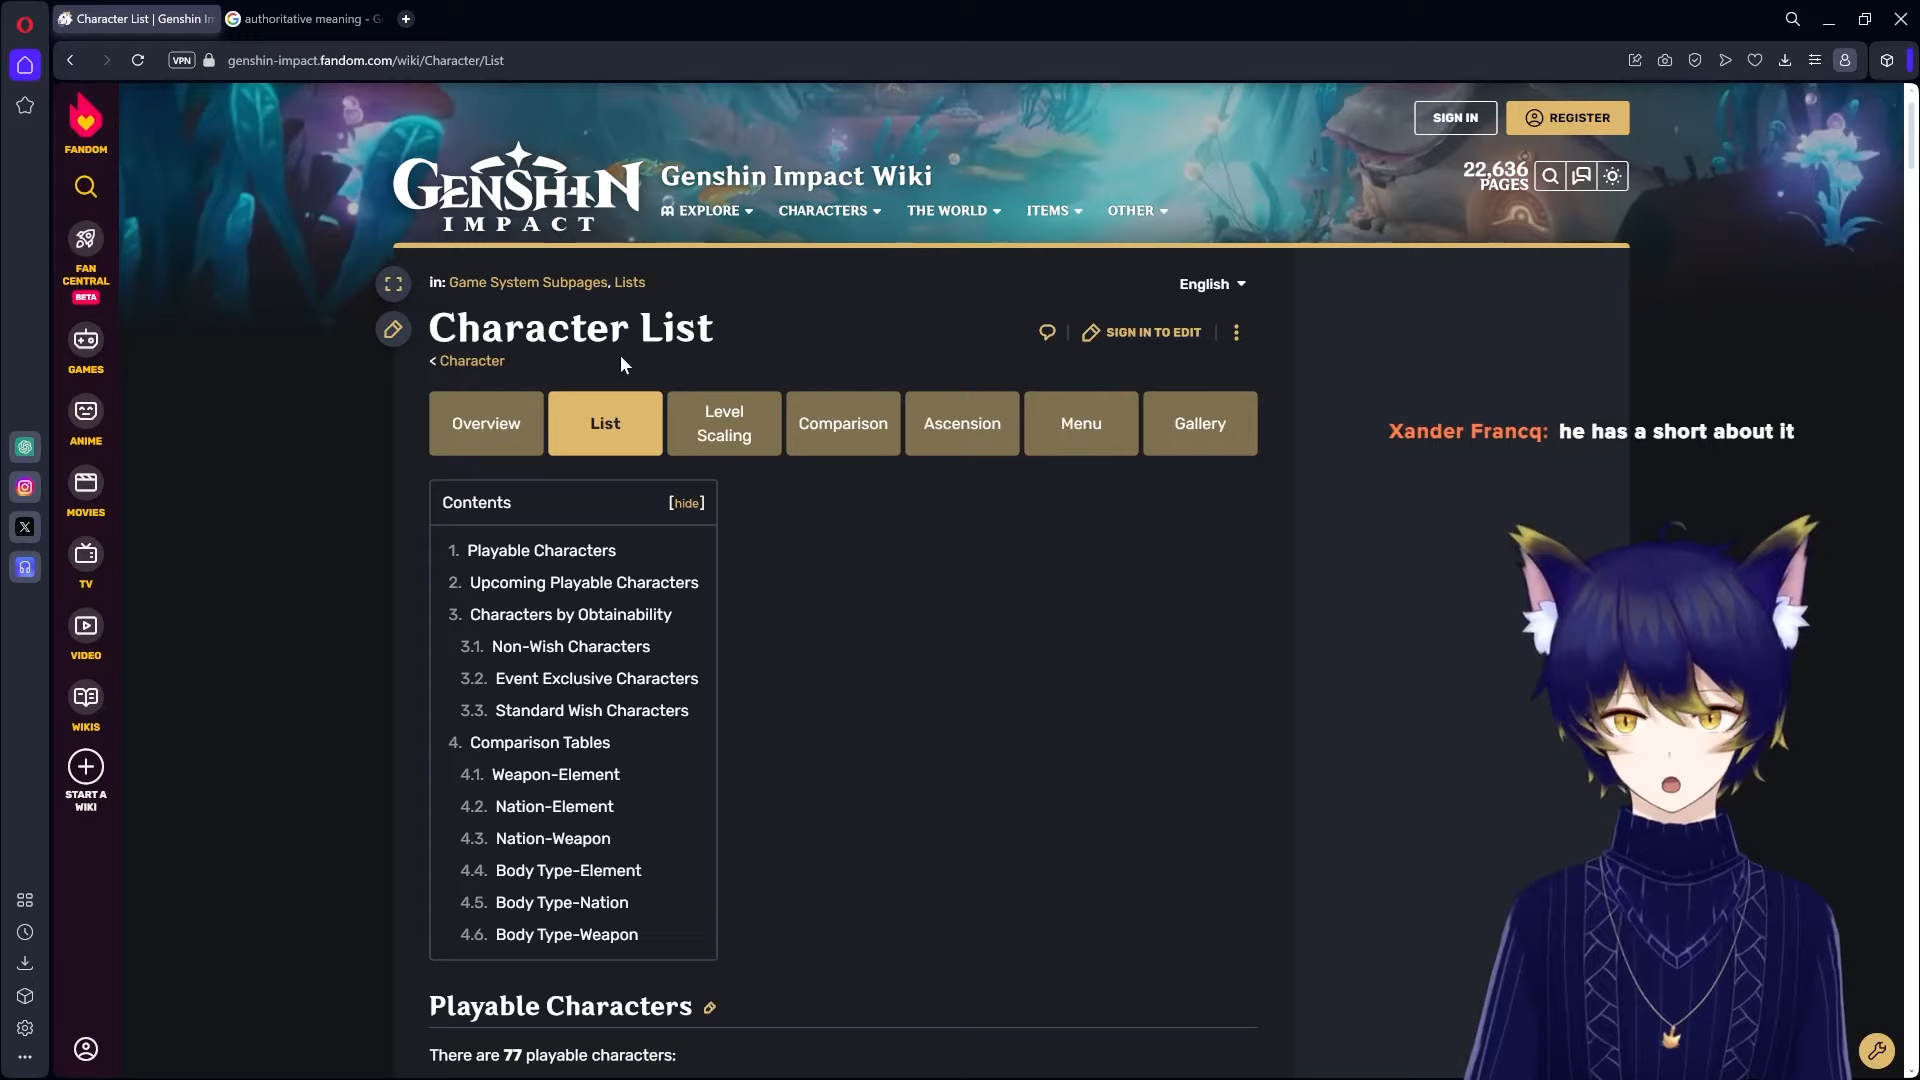 Character List | Genshin Im
authoritative meaning - G
VPN
genshin-impact.fandom.com/wiki/Character/List
FANDOM
FAN
CENTRAL
BETA
GAMES
ANIME
MOVIES
TV
VIDEO
WIKIS
START A
WIKI
SIGN IN
REGISTER
GENSHIN
IMPACT
Genshin Impact Wiki
22,636
PAGES
EXPLORE
CHARACTERS
THE WORLD
ITEMS
OTHER
in: Game System Subpages, Lists
English
Character List
SIGN IN TO EDIT
< Character
Overview
List
Level
Scaling
Comparison
Ascension
Menu
Gallery
Contents [hide]
1. Playable Characters
2. Upcoming Playable Characters
3. Characters by Obtainability
3.1. Non-Wish Characters
3.2. Event Exclusive Characters
3.3. Standard Wish Characters
4. Comparison Tables
4.1. Weapon-Element
4.2. Nation-Element
4.3. Nation-Weapon
4.4. Body Type-Element
4.5. Body Type-Nation
4.6. Body Type-Weapon
Playable Characters
There are 77 playable characters:
Xander Francq: he has a short about it